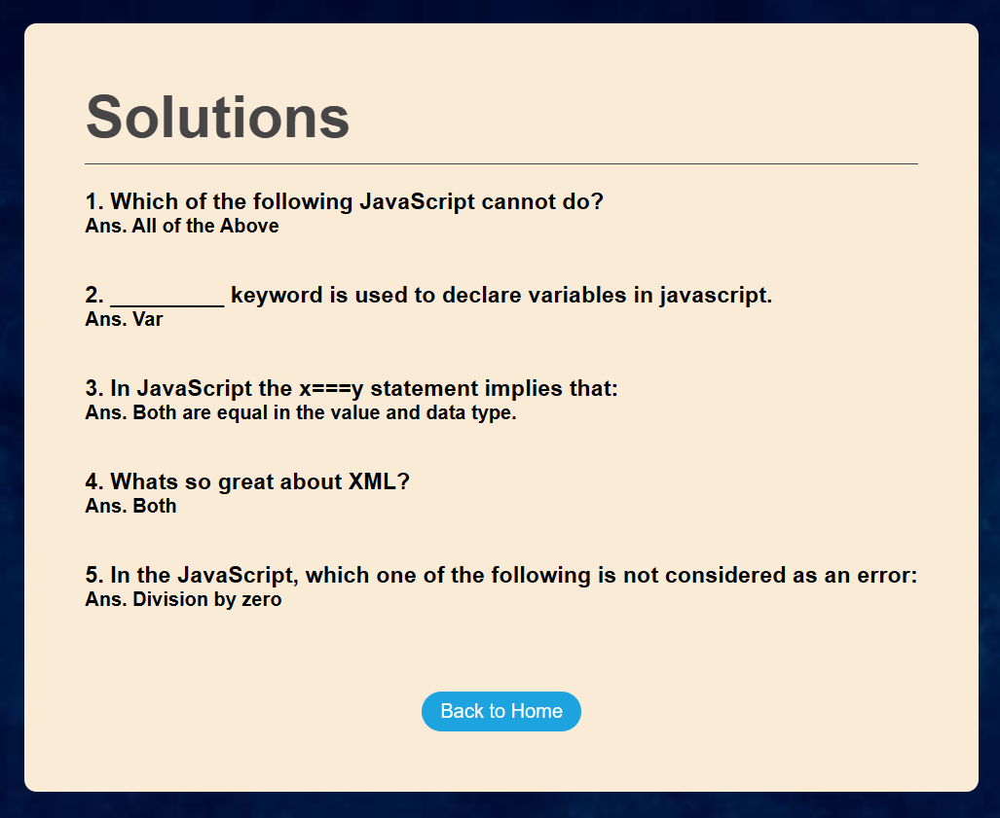 Solutions
1. Which of the following JavaScript cannot do?
Ans. All of the Above
2. __________ keyword is used to declare variables in javascript.
Ans. Var
3. In JavaScript the x===y statement implies that:
Ans. Both are equal in the value and data type.
4. Whats so great about XML?
Ans. Both
5. In the JavaScript, which one of the following is not considered as an error:
Ans. Division by zero
Back to Home